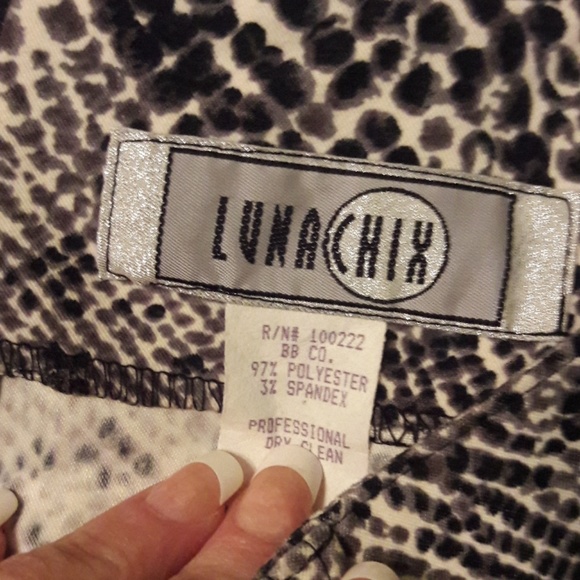 LUNACHIX
R/N# 100222
BB CO.
97% POLYESTER
3% SPANDEX
PROFESSIONAL
DRY CLEAN